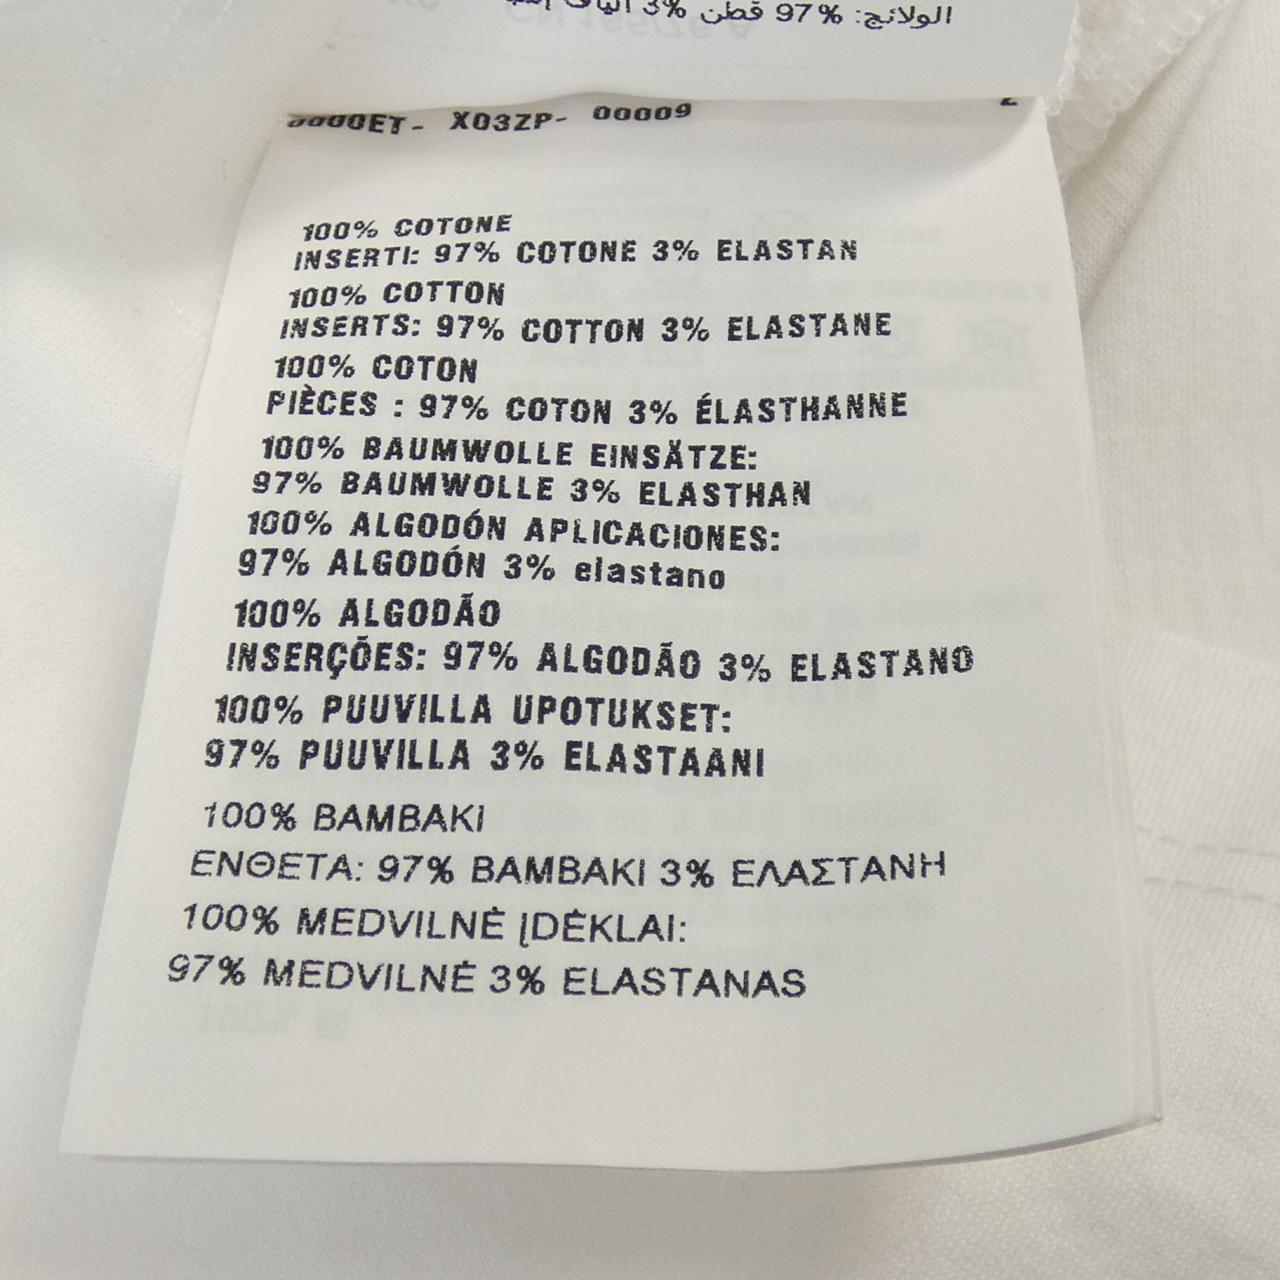 الولائج: 97% قطن 3% ألياف
0000ET- X03ZP- 00009 2
100% COTONE
INSERTI: 97% COTONE 3% ELASTAN
100% COTTON
INSERTS: 97% COTTON 3% ELASTANE
100% COTON
PIÈCES : 97% COTON 3% ÉLASTHANNE
100% BAUMWOLLE EINSÄTZE:
97% BAUMWOLLE 3% ELASTHAN
100% ALGODÓN APLICACIONES:
97% ALGODÓN 3% elastano
100% ALGODÃO
INSERÇÕES: 97% ALGODÃO 3% ELASTANO
100% PUUVILLA UPOTUKSET:
97% PUUVILLA 3% ELASTAANI
100% ΒΑΜΒΑΚΙ
ΕΝΘΕΤΑ: 97% ΒΑΜΒΑΚΙ 3% ΕΛΑΣΤΑΝΗ
100% MEDVILNĖ ĮDĖKLAI:
97% MEDVILNĖ 3% ELASTANAS